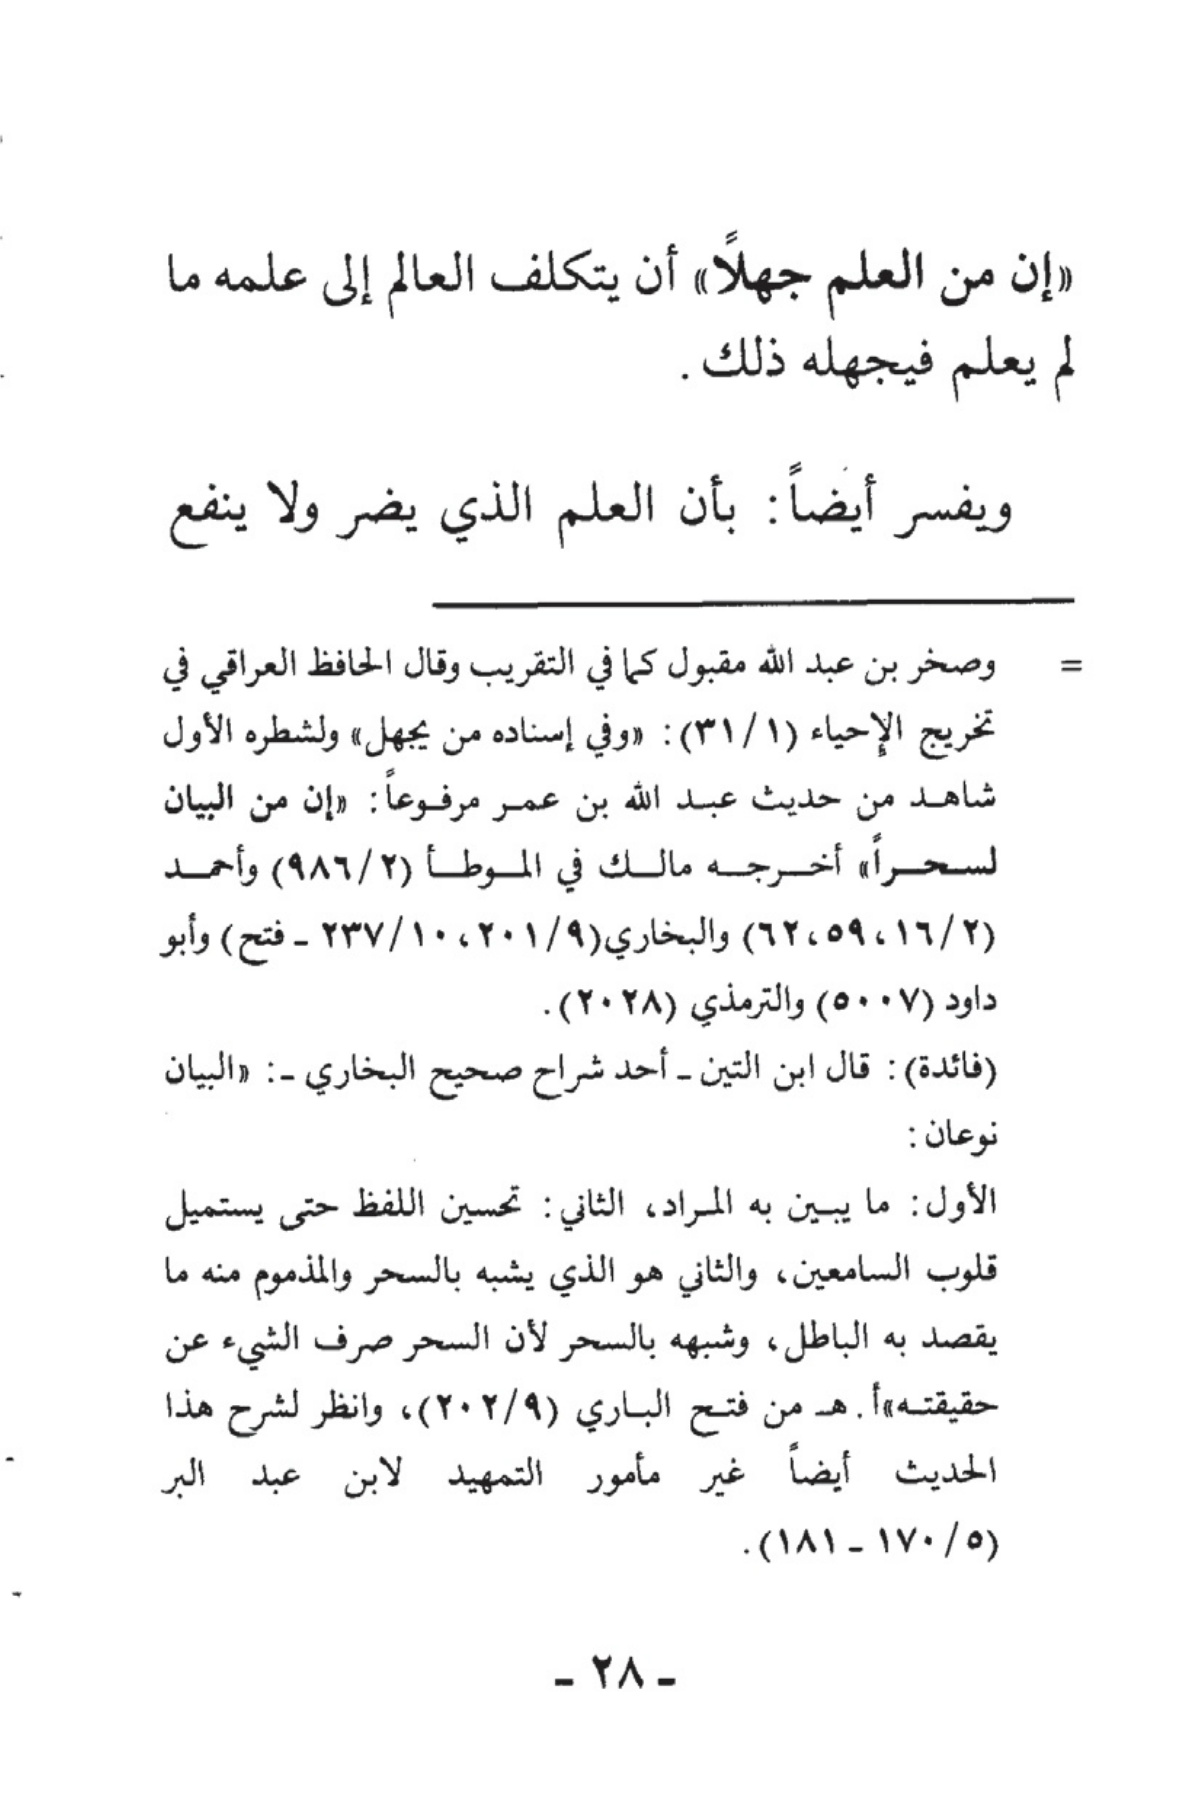 «إن من العلم جهلاً» أن يتكلف العالم إلى علمه ما
لم يعلم فيجهله ذلك .
ويفسر أيضاً: بأن العلم الذي يضر ولا ينفع
= وصخر بن عبد الله مقبول كما في التقريب وقال الحافظ العراقي في
تخريج الإحياء (٣١/١): «وفي إسناده من يجهل» ولشطره الأول
شاهد من حديث عبد الله بن عمر مرفوعاً: «إن من البيان
لسحراً» أخرجه مالك في الموطأ (٩٨٦/٢) وأحمد
(١٦/٢، ٥٩، ٦٢) والبخاري(٢٠١/٩، ٢٣٧/١٠ - فتح) وأبو
داود (٥٠٠٧) والترمذي (٢٠٢٨).
(فائدة): قال ابن التين - أحد شراح صحيح البخاري -: «البيان
نوعان:
الأول: ما يبين به المراد، الثاني: تحسين اللفظ حتى يستميل
قلوب السامعين، والثاني هو الذي يشبه بالسحر والمذموم منه ما
يقصد به الباطل، وشبهه بالسحر لأن السحر صرف الشيء عن
حقيقته»أ. هـ من فتح الباري (٢٠٢/٩)، وانظر لشرح هذا
الحديث أيضاً غير مأمور التمهيد لابن عبد البر
(١٧٠/٥ - ١٨١).
- ٢٨ -